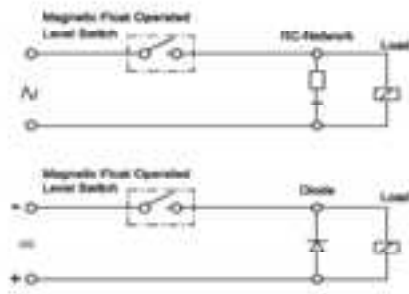 Magnetic Float Operated
Level Switch
RC-Network
Load
Magnetic Float Operated
Level Switch
Diode
Load
+